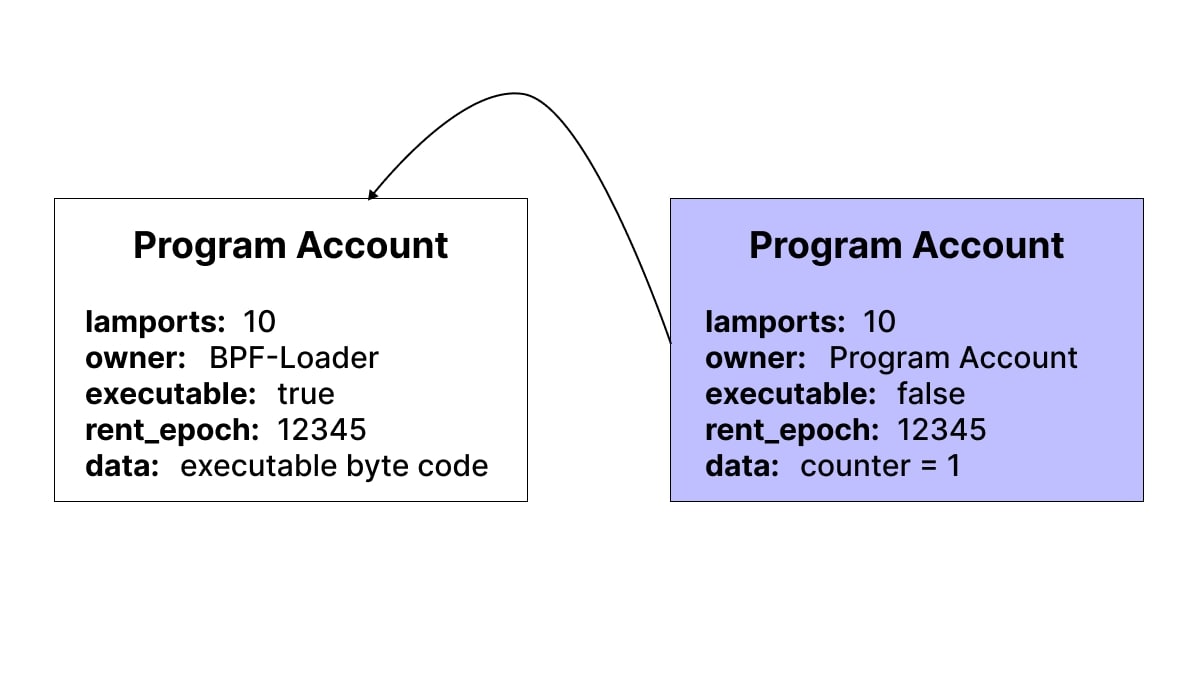 Program Account
lamports: 10
owner: BPF-Loader
executable: true
rent_epoch: 12345
data: executable byte code
Program Account
lamports: 10
owner: Program Account
executable: false
rent_epoch: 12345
data: counter = 1